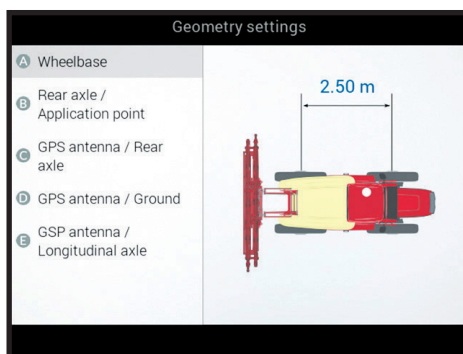 Geometry settings
A Wheelbase
B Rear axle /
Application point
C GPS antenna / Rear
axle
D GPS antenna / Ground
E GSP antenna /
Longitudinal axle
2.50 m